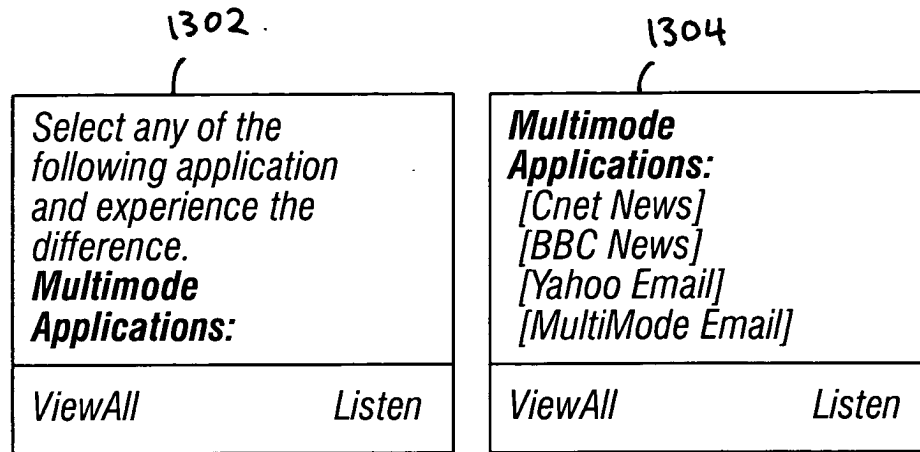 1302.
Select any of the
following application
and experience the
difference.
Multimode
Applications:
ViewAll Listen
1304
Multimode
Applications:
[Cnet News]
[BBC News]
[Yahoo Email]
[MultiMode Email]
ViewAll Listen